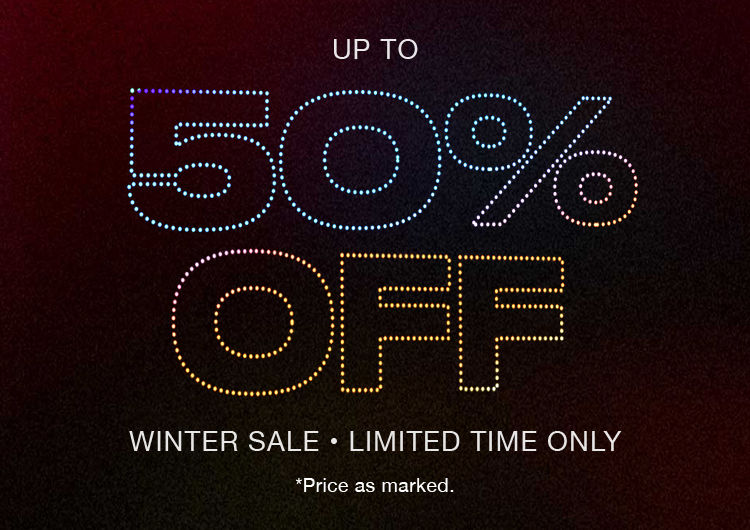 UP TO
50%
OFF
WINTER SALE • LIMITED TIME ONLY
*Price as marked.